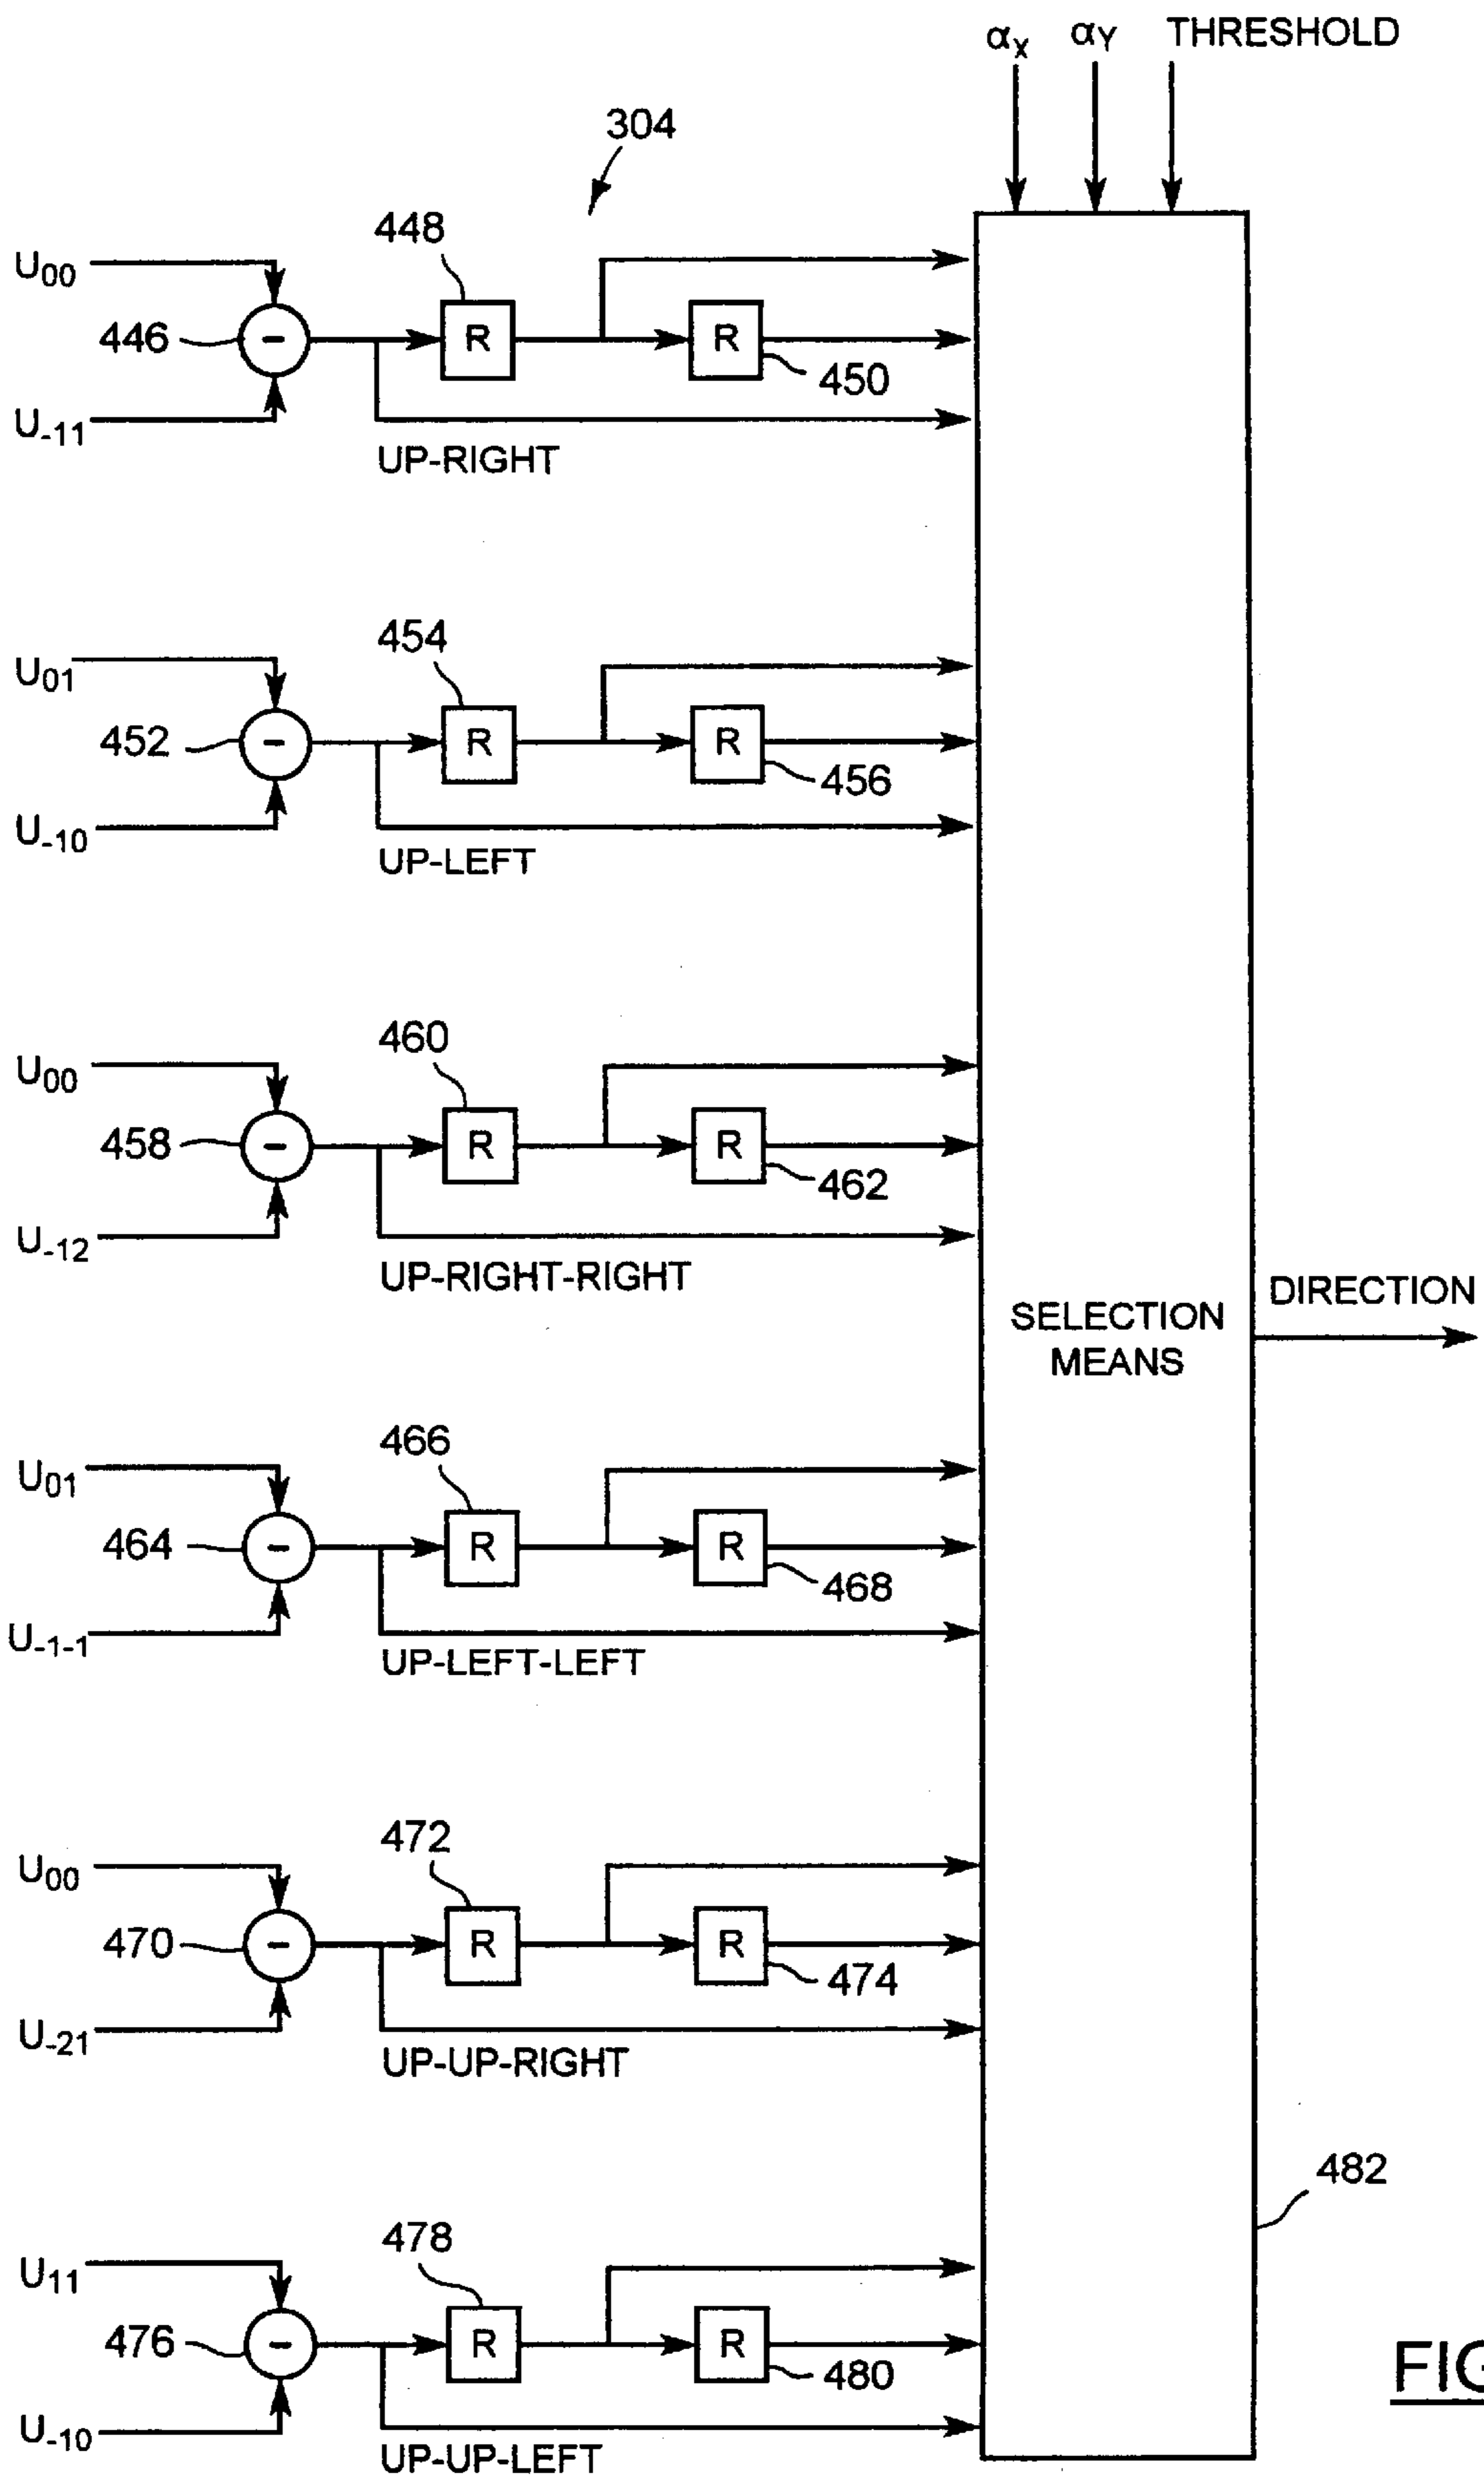 αX αY THRESHOLD
304
448
U00
446 - R R
450
U-11
UP-RIGHT
454
U01
452 - R R
456
U-10
UP-LEFT
460
U00
458 - R R
462
U-12
UP-RIGHT-RIGHT
DIRECTION
SELECTION
MEANS
466
U01
464 - R R
468
U-1-1
UP-LEFT-LEFT
472
U00
470 - R R
474
U-21
UP-UP-RIGHT
482
478
U11
476 - R R
480
U-10
UP-UP-LEFT
FIG